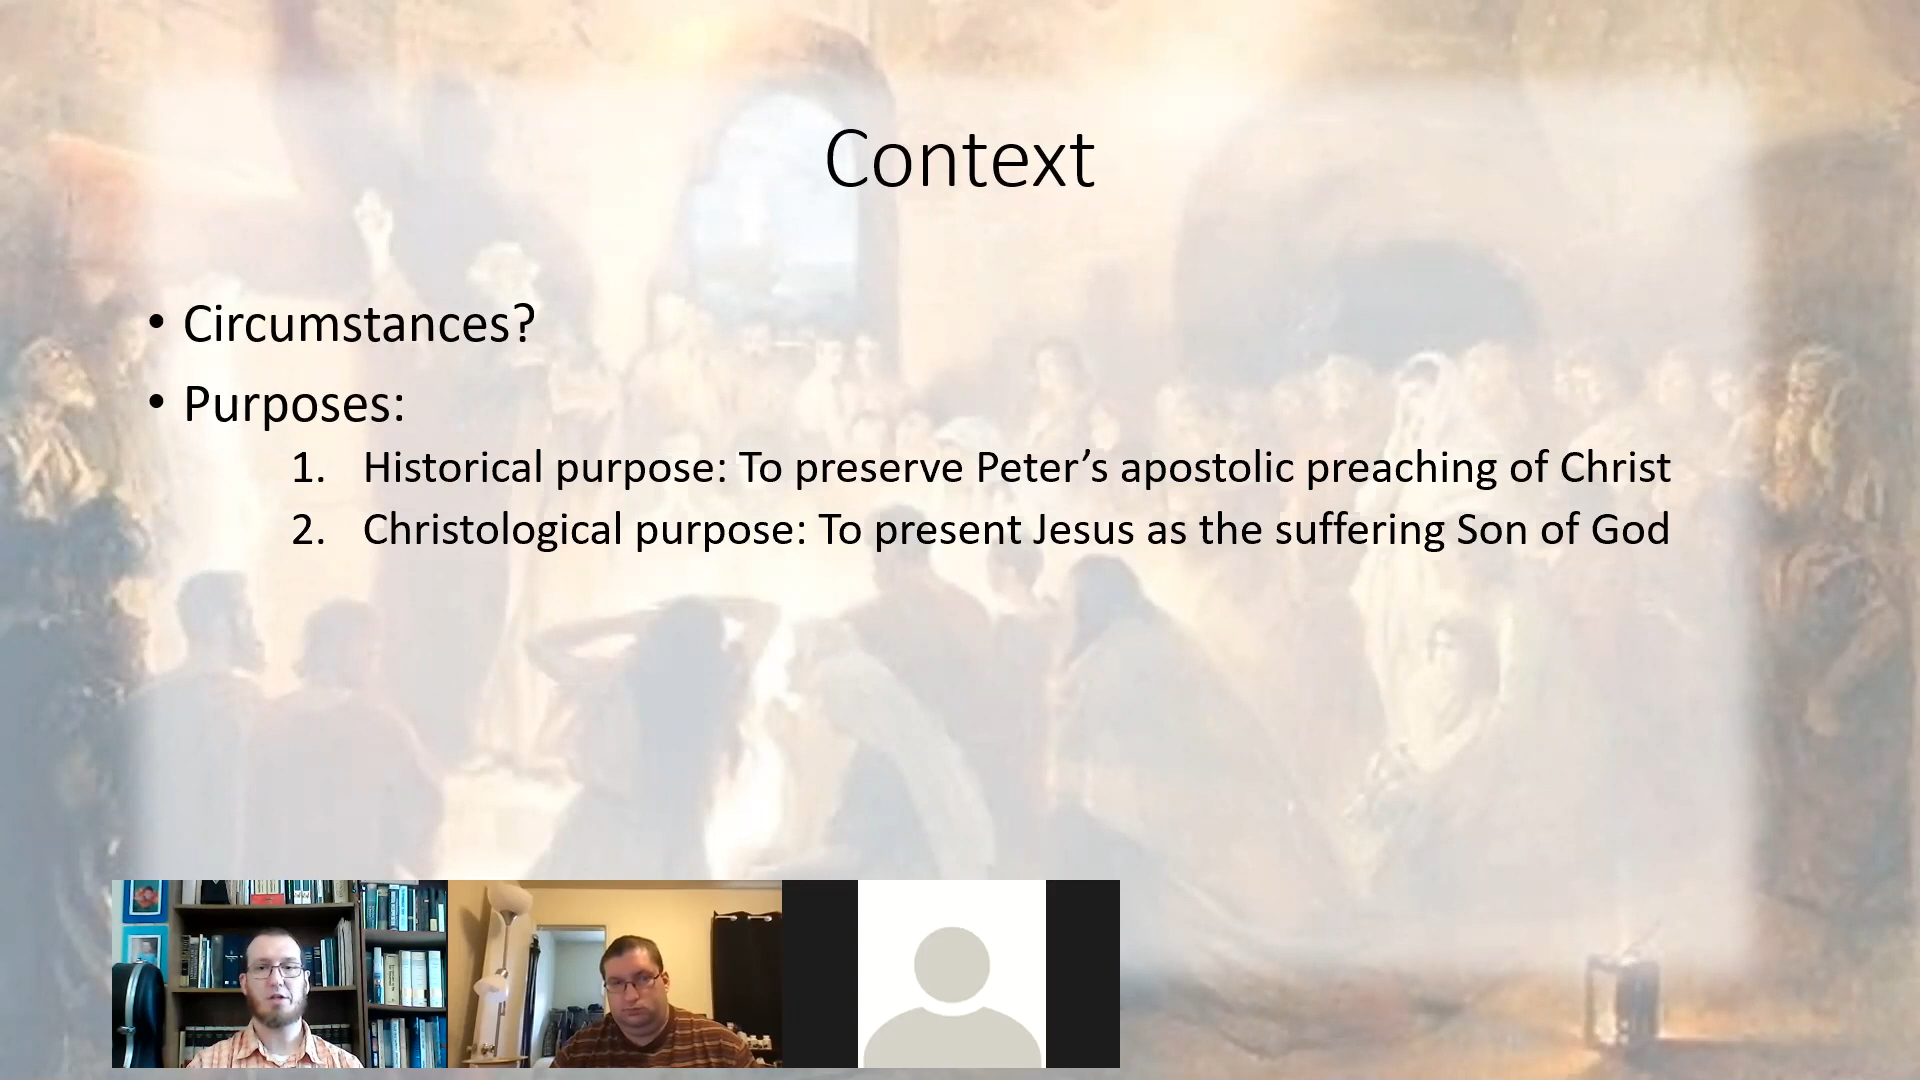 Context
• Circumstances?
• Purposes:
1. Historical purpose: To preserve Peter’s apostolic preaching of Christ
2. Christological purpose: To present Jesus as the suffering Son of God